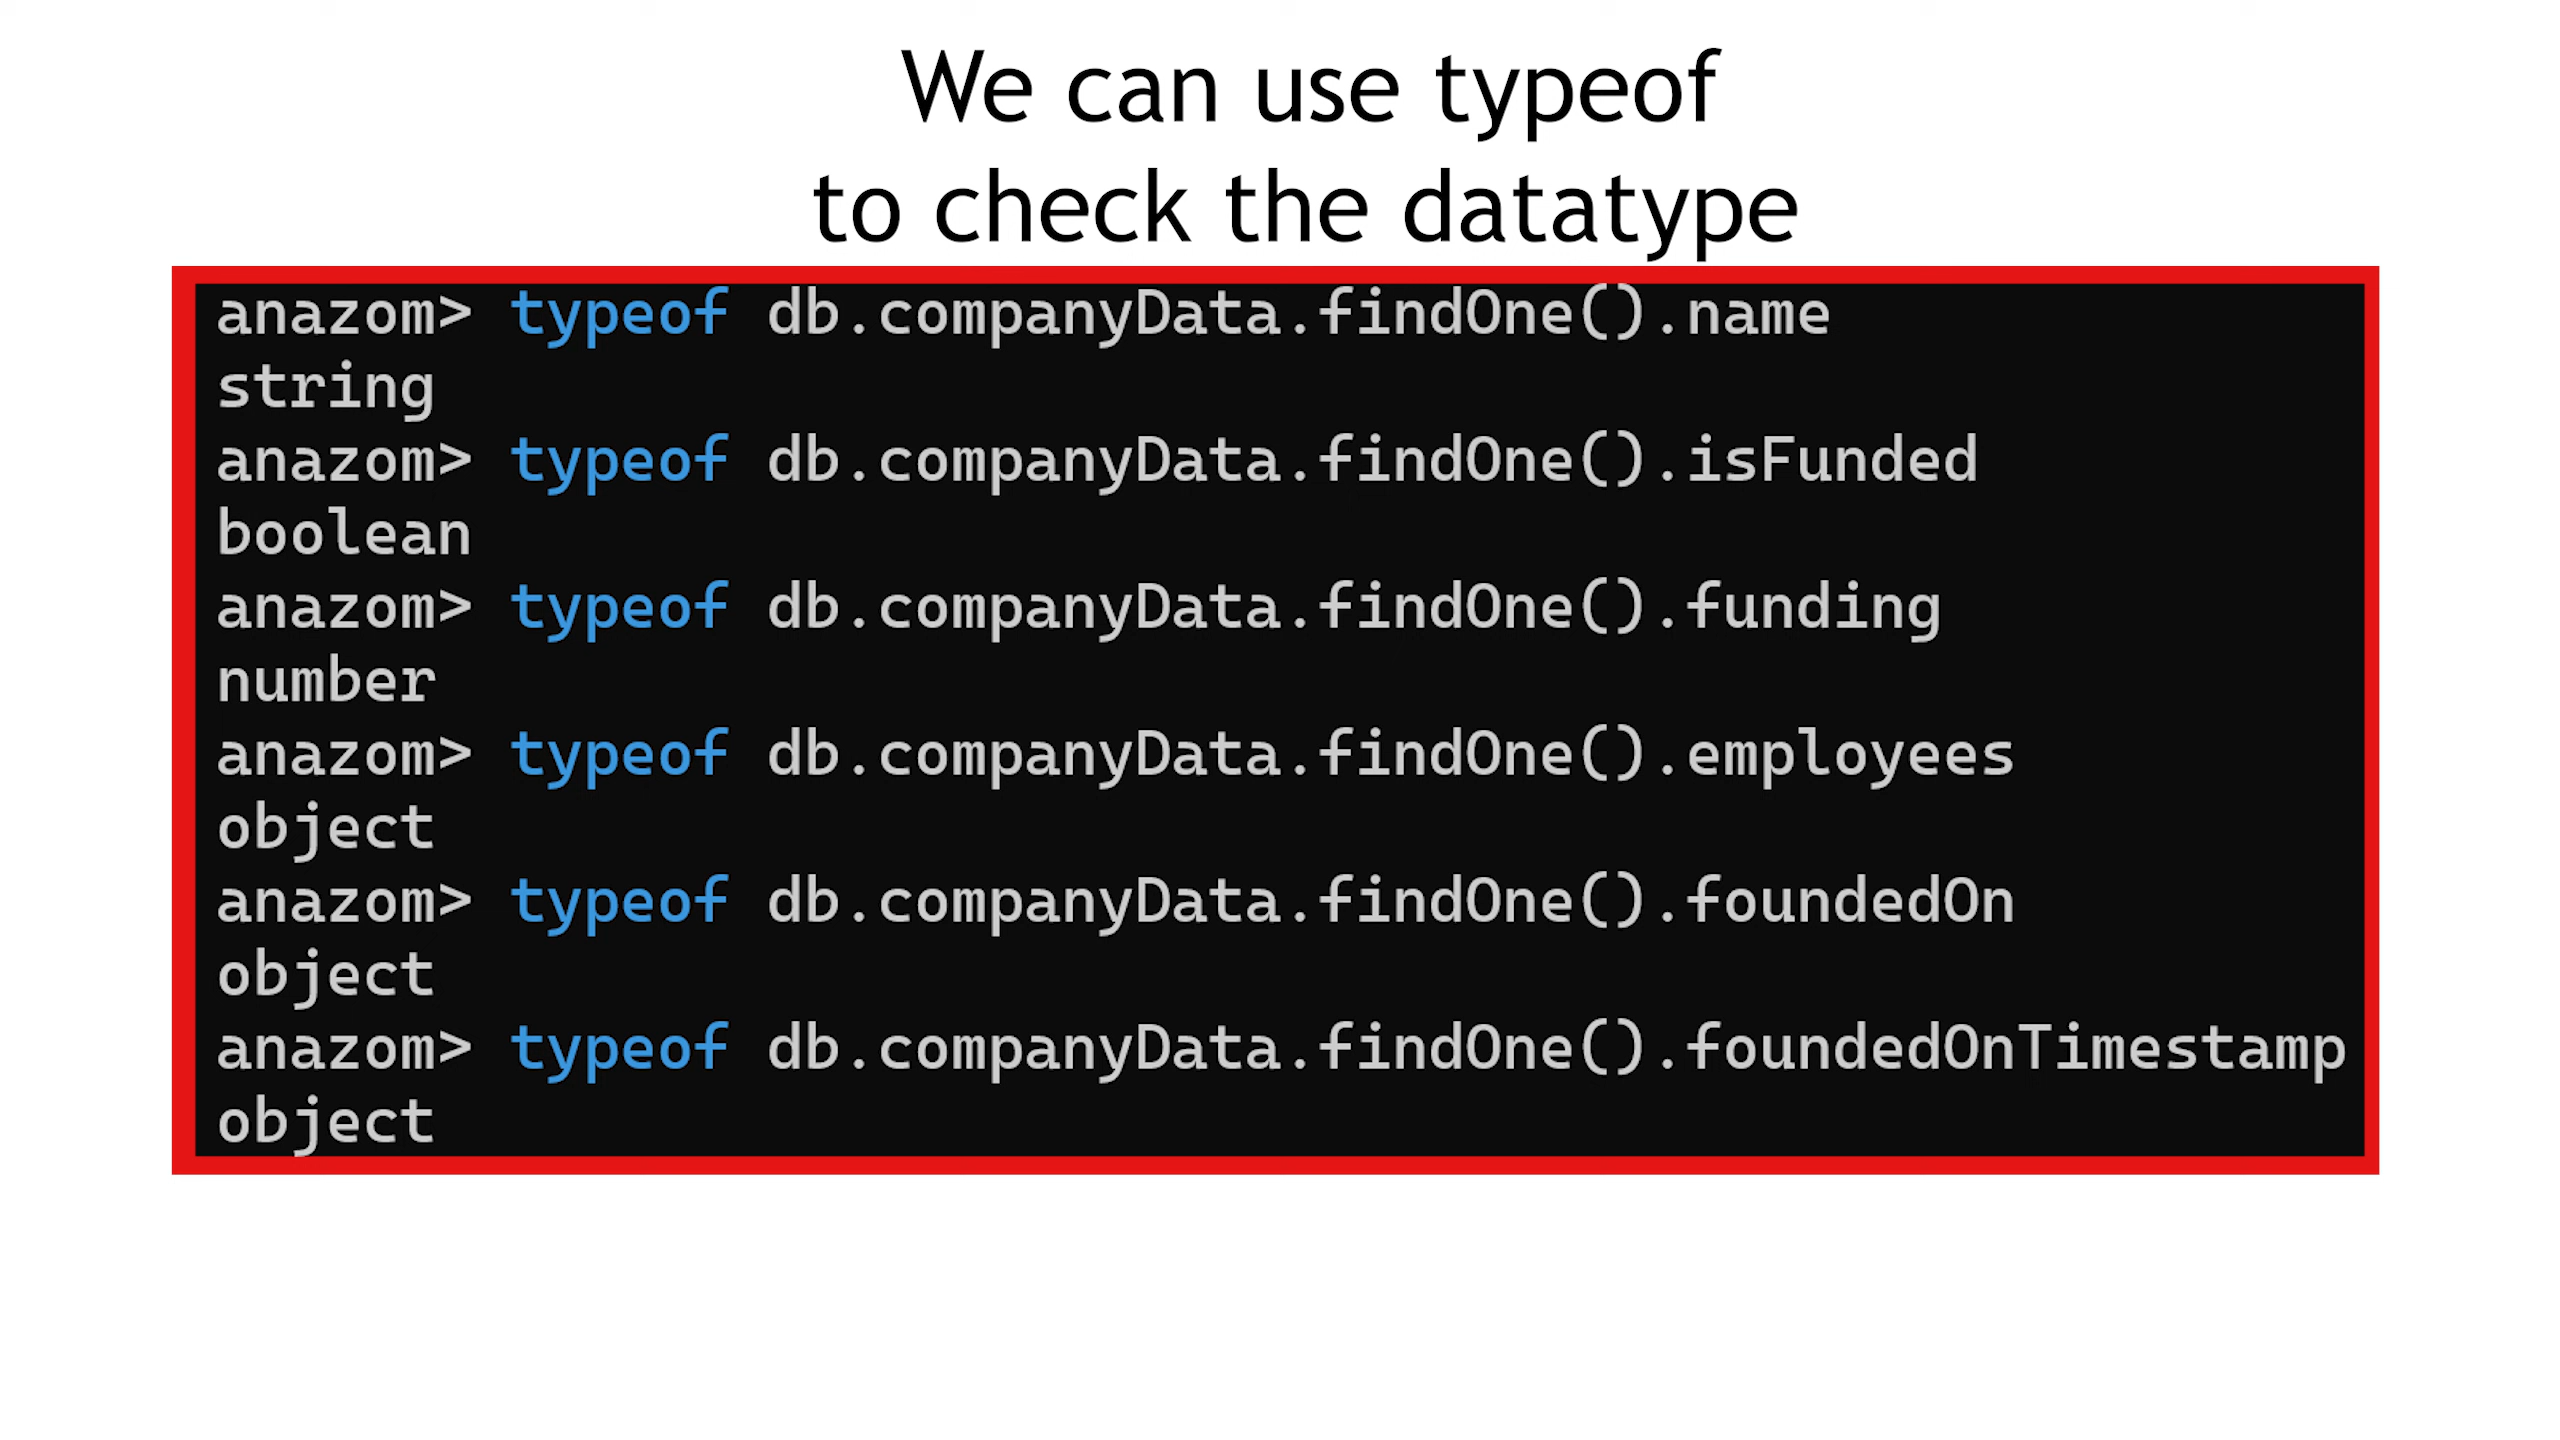 We can use typeof
to check the datatype
anazom> typeof db.companyData.findOne().name
string
anazom> typeof db.companyData.findOne().isFunded
boolean
anazom> typeof db.companyData.findOne().funding
number
anazom> typeof db.companyData.findOne().employees
object
anazom> typeof db.companyData.findOne().foundedOn
object
anazom> typeof db.companyData.findOne().foundedOnTimestamp
object